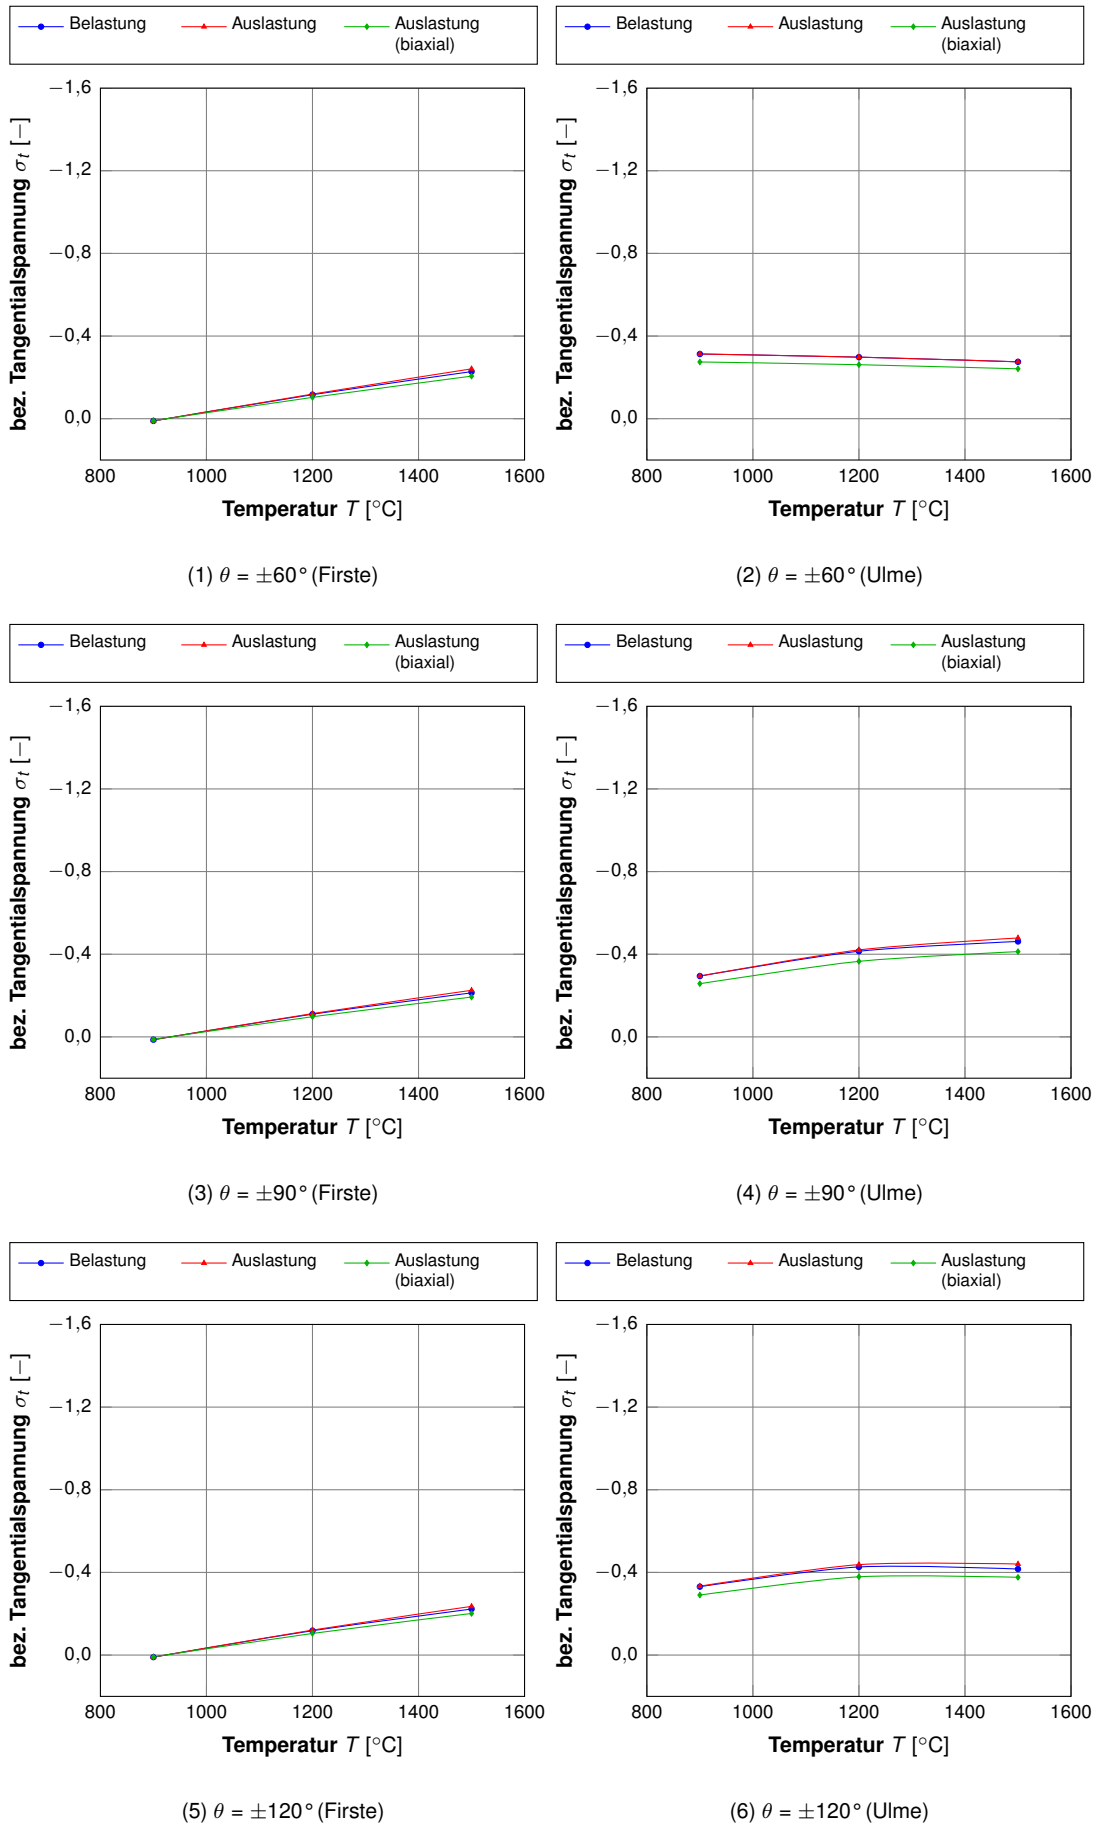 Belastung Auslastung Auslastung
(biaxial)
Belastung Auslastung Auslastung
(biaxial)
−1,6
−1,2
−0,8
−0,4
0,0
800 1000 1200 1400 1600
bez. Tangentialspannung σt [−]
Temperatur T [°C]
(1) θ = ±60° (Firste)
−1,6
−1,2
−0,8
−0,4
0,0
800 1000 1200 1400 1600
bez. Tangentialspannung σt [−]
Temperatur T [°C]
(2) θ = ±60° (Ulme)
Belastung Auslastung Auslastung
(biaxial)
Belastung Auslastung Auslastung
(biaxial)
−1,6
−1,2
−0,8
−0,4
0,0
800 1000 1200 1400 1600
bez. Tangentialspannung σt [−]
Temperatur T [°C]
(3) θ = ±90° (Firste)
−1,6
−1,2
−0,8
−0,4
0,0
800 1000 1200 1400 1600
bez. Tangentialspannung σt [−]
Temperatur T [°C]
(4) θ = ±90° (Ulme)
Belastung Auslastung Auslastung
(biaxial)
Belastung Auslastung Auslastung
(biaxial)
−1,6
−1,2
−0,8
−0,4
0,0
800 1000 1200 1400 1600
bez. Tangentialspannung σt [−]
Temperatur T [°C]
(5) θ = ±120° (Firste)
−1,6
−1,2
−0,8
−0,4
0,0
800 1000 1200 1400 1600
bez. Tangentialspannung σt [−]
Temperatur T [°C]
(6) θ = ±120° (Ulme)